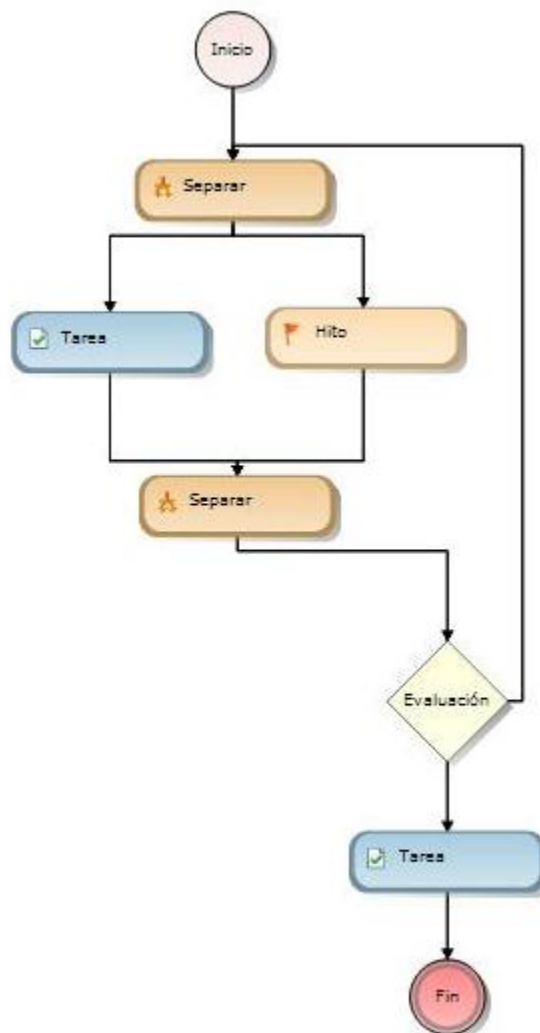 Inicio
Separar
Tarea
Hito
Separar
Evaluación
Tarea
Fin